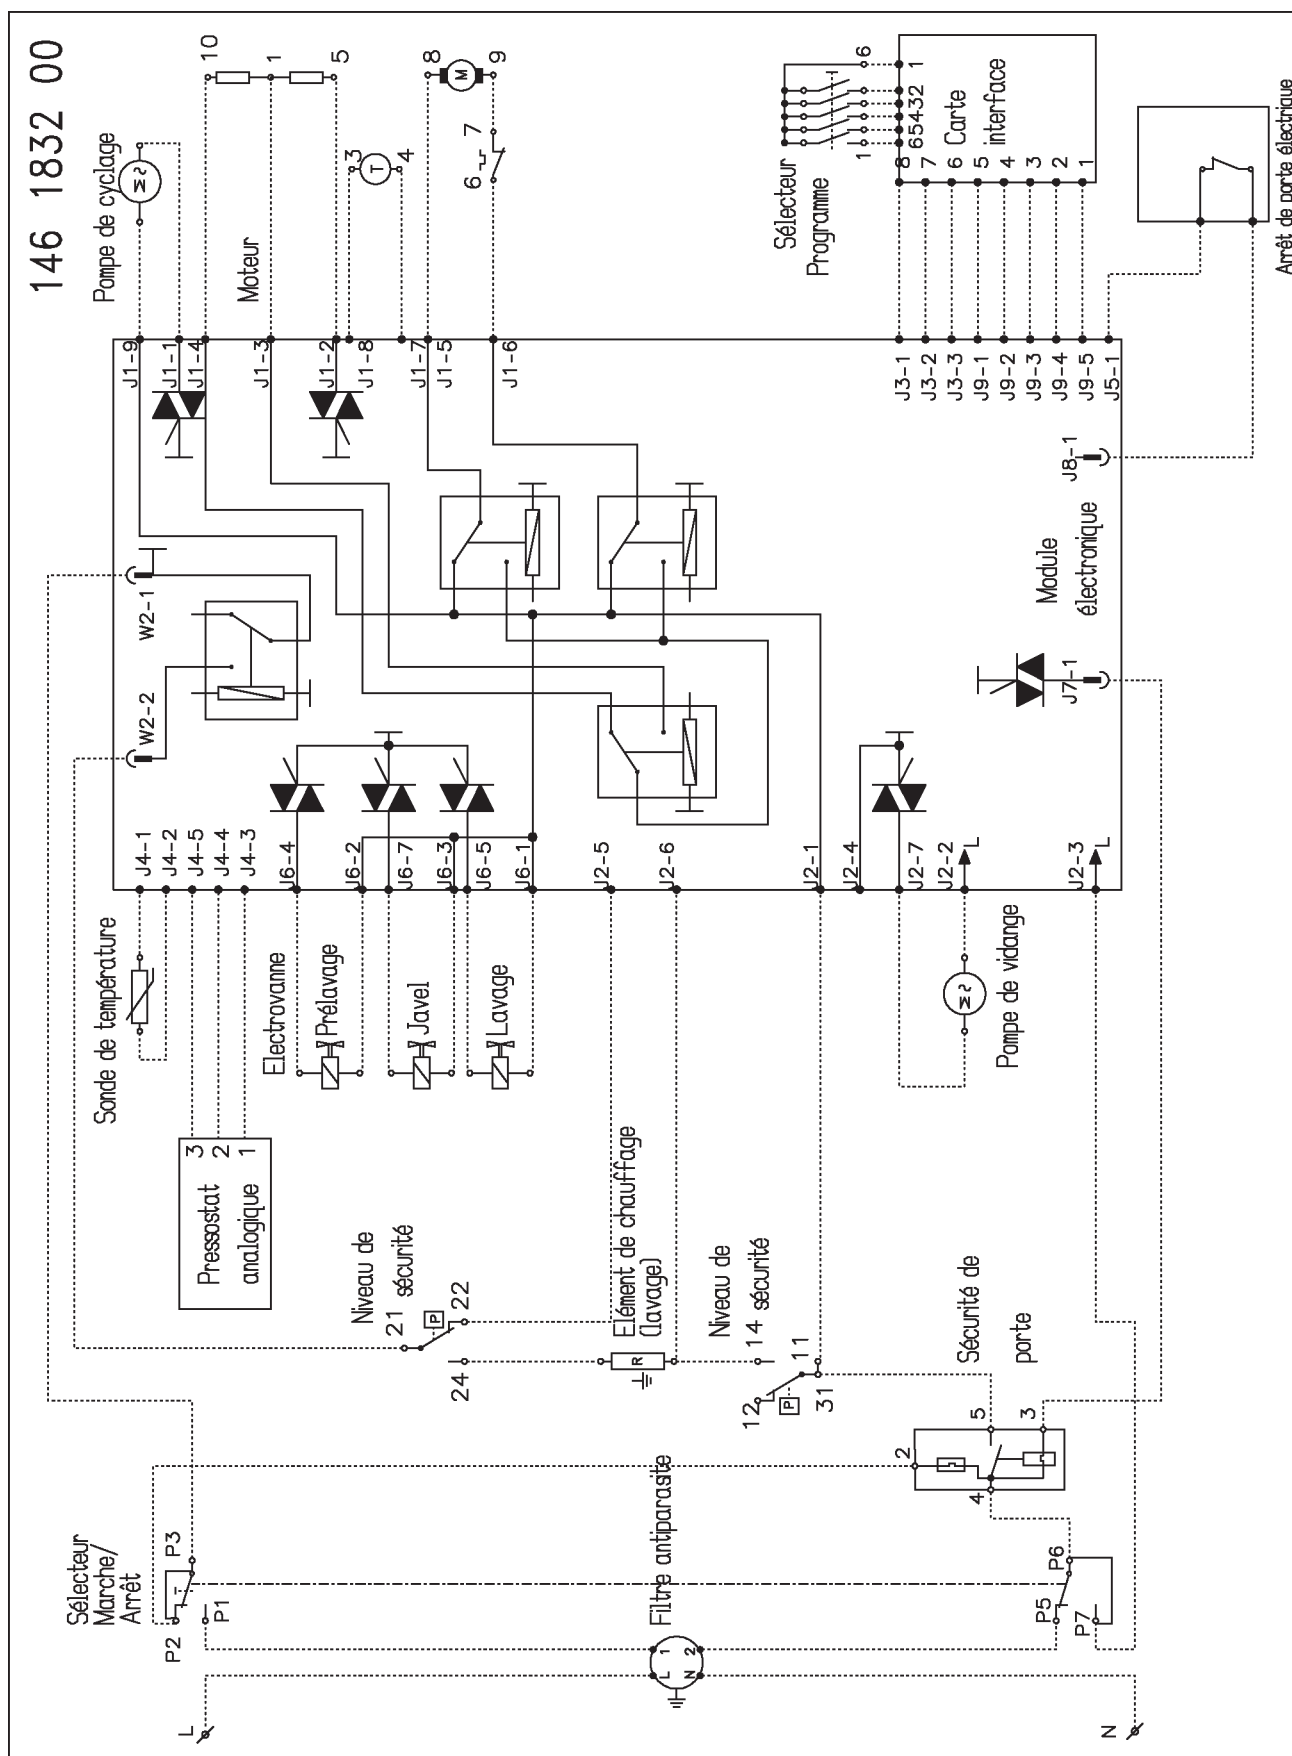 146 1832 00
Pompe de cyclage
10
1
5
Moteur
3
T
4
8
M
9
7
6
Sélecteur
Programme
1
6
6
5
4
3
2
1
Carte
interface
8
7
6
5
4
3
2
1
Arrêt de porte électrique
J1-9
J1-1
J1-4
J1-3
J1-2
J1-8
J1-7
J1-5
J1-6
J3-1
J3-2
J3-3
J9-1
J9-2
J9-3
J9-4
J9-5
J5-1
J8-1
Module
électronique
J7-1
W2-1
W2-2
J4-1
J4-2
J4-5
J4-4
J4-3
J6-4
J6-2
J6-7
J6-3
J6-5
J6-1
J2-5
J2-6
J2-1
J2-4
J2-7
J2-2
L
J2-3
L
Sonde de température
Pressostat
analogique
3
2
1
Electrovanne
Prélavage
Javel
Lavage
Pompe de vidange
Niveau de
sécurité
21
P
22
24
Elément de chauffage
(lavage)
R
Niveau de
sécurité
14
11
12
P
31
Sécurité de
porte
5
3
2
4
Sélecteur
Marche/
Arrêt
P3
P2
P1
Filtre antiparasite
P6
P5
P7
L
1
N
2
L
N